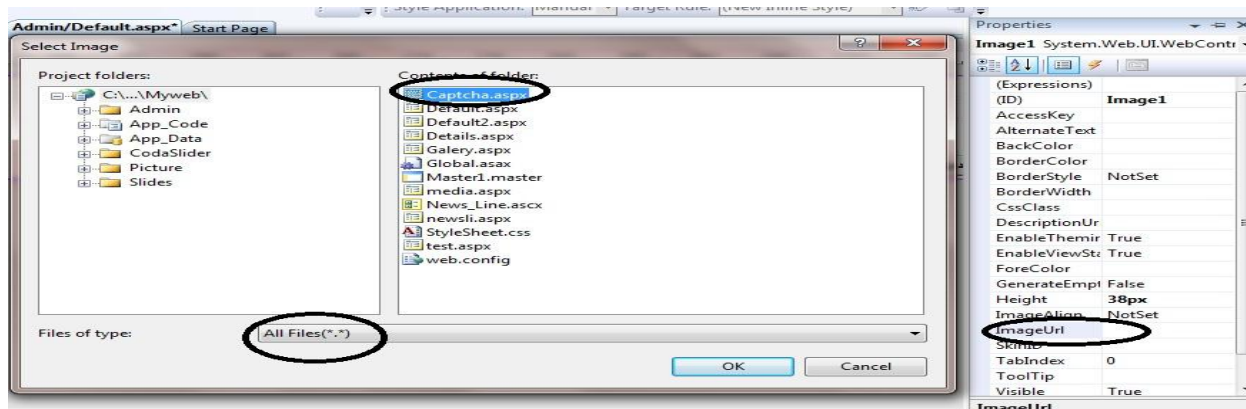 Style Application: Manual Target Rule: (New Inline Style)
Admin/Default.aspx* Start Page
Select Image
Project folders:
C:\...\Myweb\
Admin
App_Code
App_Data
CodaSlider
Picture
Slides
Contents of folder:
Captcha.aspx
Default.aspx
Default2.aspx
Details.aspx
Galery.aspx
Global.asax
Master1.master
media.aspx
News_Line.ascx
newsli.aspx
StyleSheet.css
test.aspx
web.config
Files of type: All Files(*.*)
OK Cancel
Properties
Image1 System.Web.UI.WebContr
(Expressions)
(ID) Image1
AccessKey
AlternateText
BackColor
BorderColor
BorderStyle NotSet
BorderWidth
CssClass
DescriptionUr
EnableThemir True
EnableViewSta True
ForeColor
GenerateEmpt False
Height 38px
ImageAlign NotSet
ImageUrl
SkinID
TabIndex 0
ToolTip
Visible True
ImageUrl